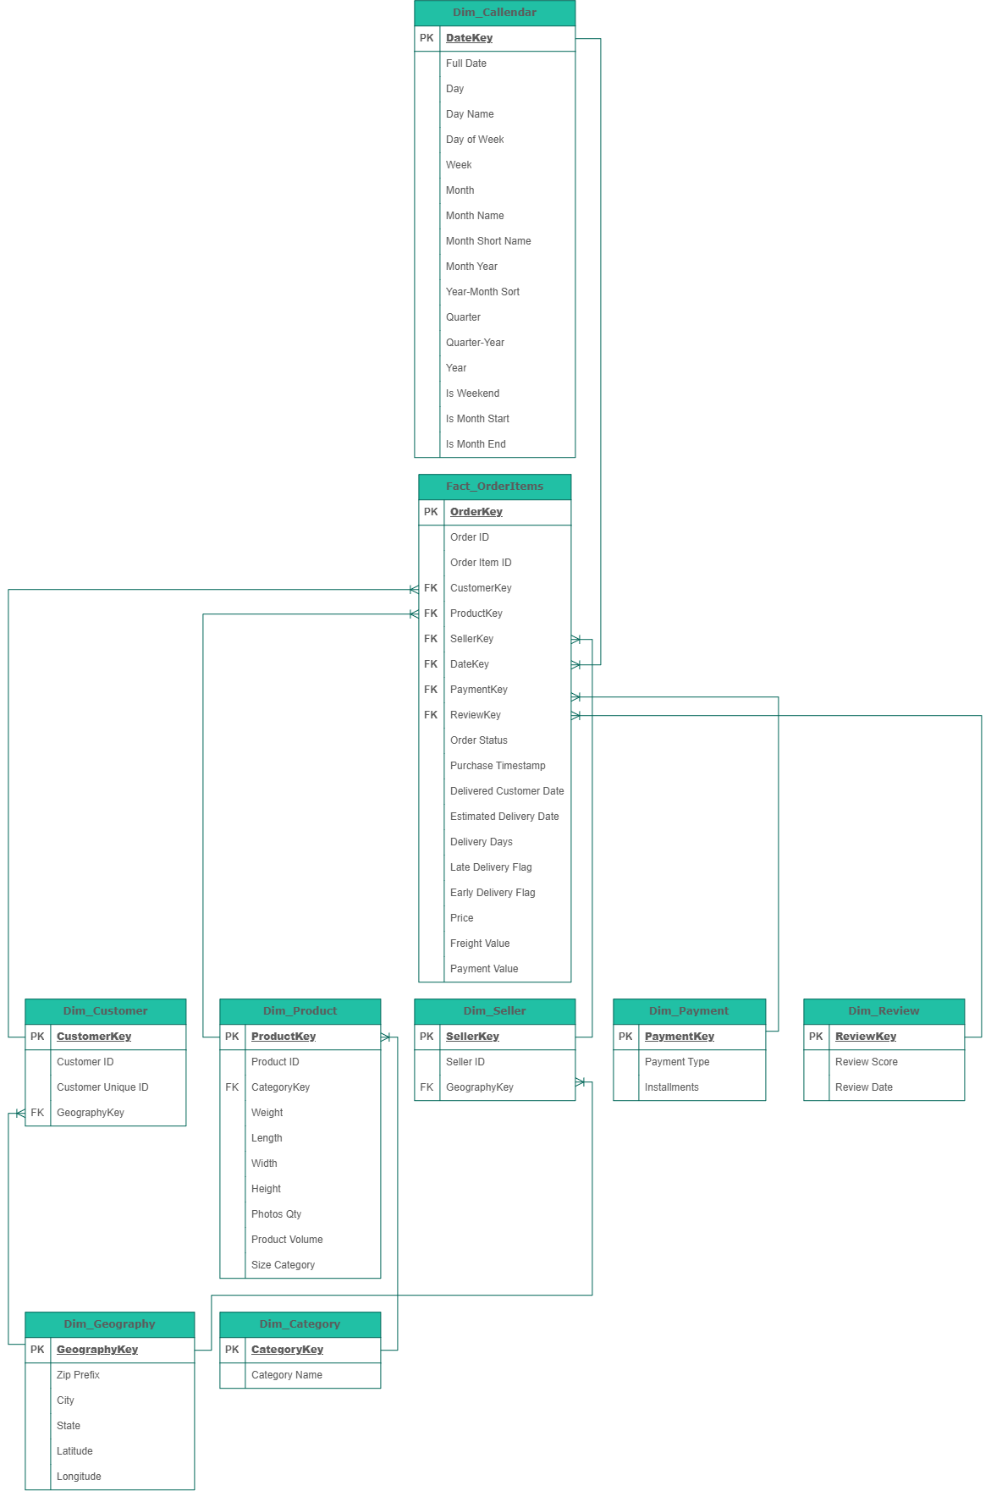 Dim_Callendar
PK DateKey
Full Date
Day
Day Name
Day of Week
Week
Month
Month Name
Month Short Name
Month Year
Year-Month Sort
Quarter
Quarter-Year
Year
Is Weekend
Is Month Start
Is Month End
Fact_OrderItems
PK OrderKey
Order ID
Order Item ID
FK CustomerKey
FK ProductKey
FK SellerKey
FK DateKey
FK PaymentKey
FK ReviewKey
Order Status
Purchase Timestamp
Delivered Customer Date
Estimated Delivery Date
Delivery Days
Late Delivery Flag
Early Delivery Flag
Price
Freight Value
Payment Value
Dim_Customer
PK CustomerKey
Customer ID
Customer Unique ID
FK GeographyKey
Dim_Product
PK ProductKey
Product ID
FK CategoryKey
Weight
Length
Width
Height
Photos Qty
Product Volume
Size Category
Dim_Seller
PK SellerKey
Seller ID
FK GeographyKey
Dim_Payment
PK PaymentKey
Payment Type
Installments
Dim_Review
PK ReviewKey
Review Score
Review Date
Dim_Geography
PK GeographyKey
Zip Prefix
City
State
Latitude
Longitude
Dim_Category
PK CategoryKey
Category Name